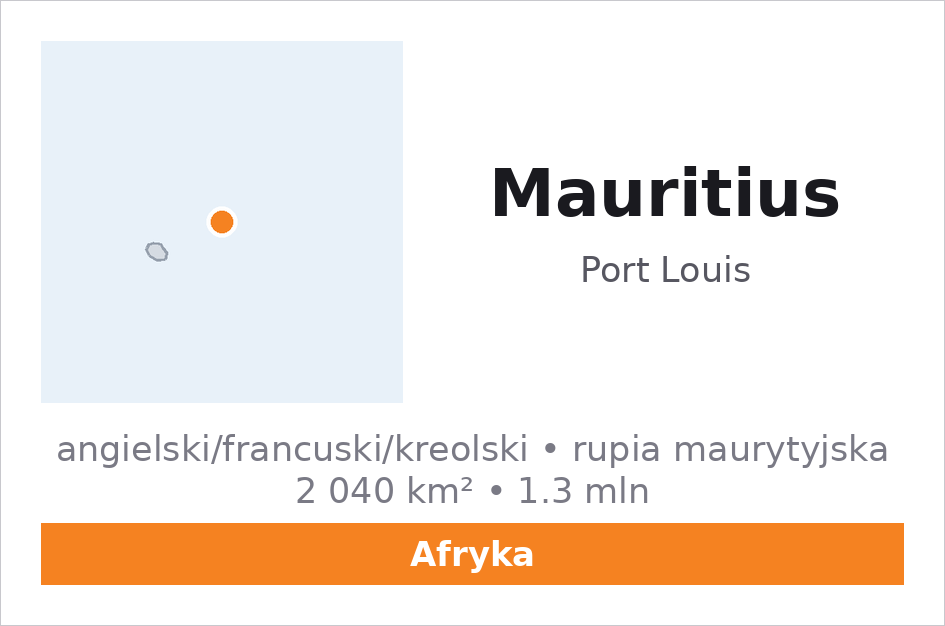 Mauritius
Port Louis
angielski/francuski/kreolski • rupia maurytyjska
2 040 km² • 1.3 mln
Afryka